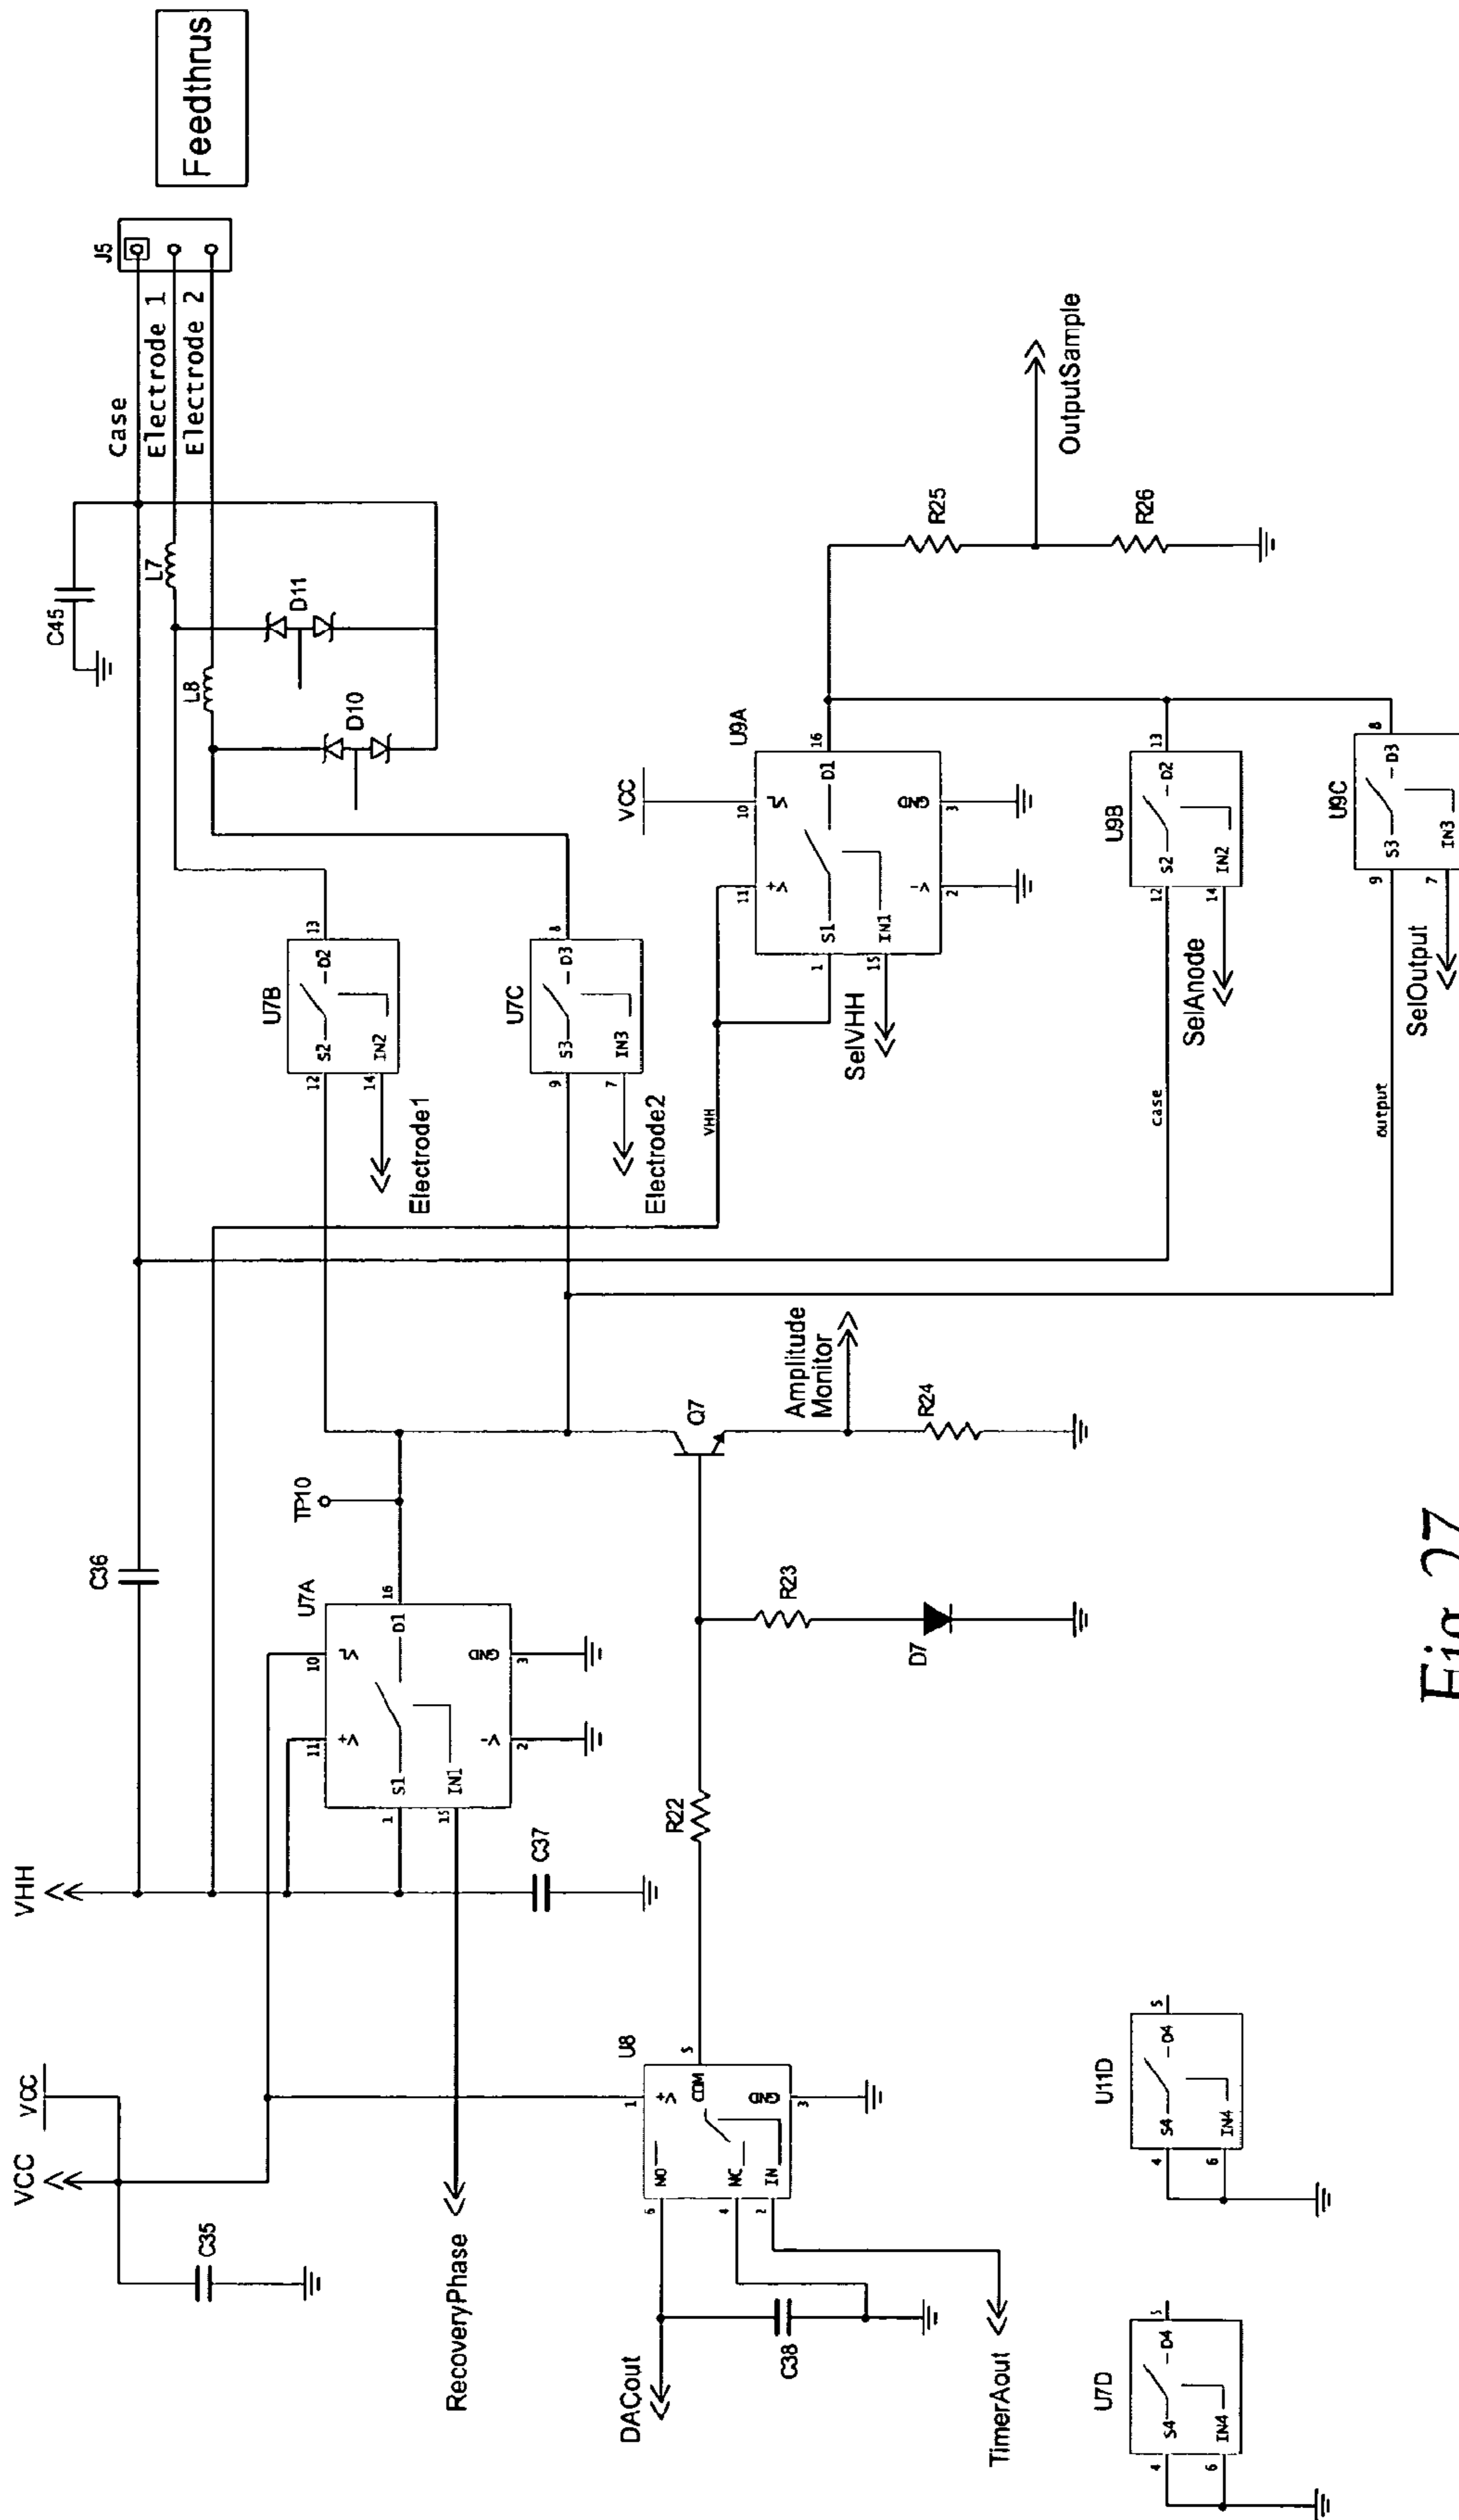 Feedthrus
J5
Case
Electrode 1
Electrode 2
C45
L7
L8
D11
D10
C36
VHH
VCC
VCC
C35
U7B
S2
D2
IN2
12
13
14
Electrode1
U7C
S3
D3
IN3
9
8
7
Electrode2
TP10
U7A
S1
D1
IN1
V+
VL
V-
GND
1
16
15
11
10
2
3
C37
RecoveryPhase
VHH
VCC
U9A
S1
D1
IN1
V+
VL
V-
GND
1
16
15
11
10
2
3
SelVHH
R25
R26
OutputSample
U9B
S2
D2
IN2
12
13
14
case
SelAnode
U9C
S3
D3
IN3
9
8
7
output
SelOutput
Q7
Amplitude
Monitor
R24
R23
D7
R22
U8
NO
NC
IN
COM
V+
GND
6
4
2
5
1
3
DACout
C38
TimerAout
U7D
S4
D4
IN4
4
6
5
U11D
S4
D4
IN4
4
6
5